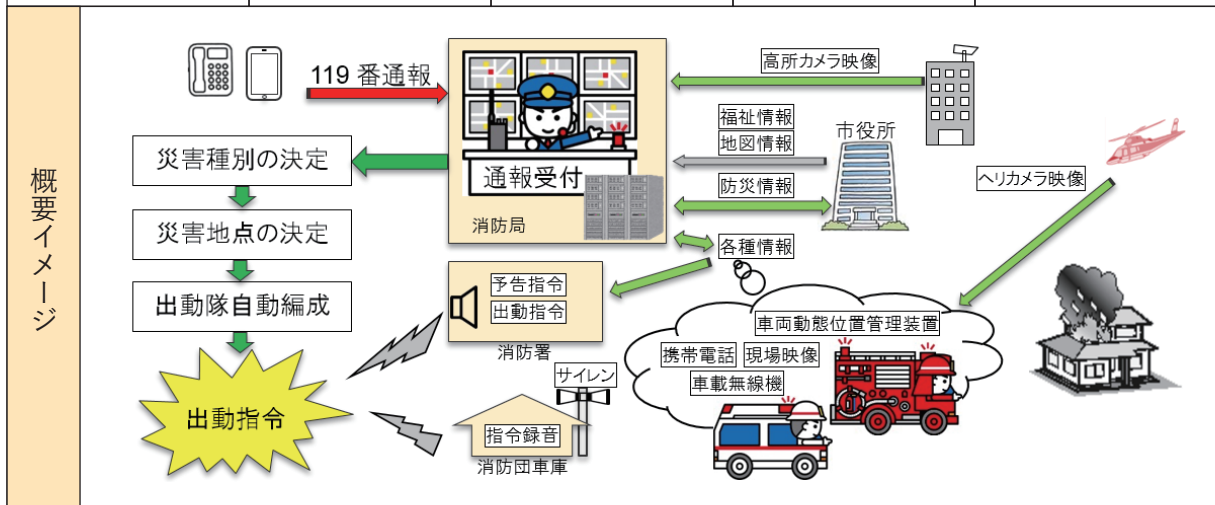 概要イメージ
119 番通報
通報受付
消防局
高所カメラ映像
福祉情報
地図情報
市役所
防災情報
ヘリカメラ映像
各種情報
災害種別の決定
災害地点の決定
出動隊自動編成
出動指令
予告指令
出動指令
消防署
サイレン
指令録音
消防団車庫
車両動態位置管理装置
携帯電話
現場映像
車載無線機